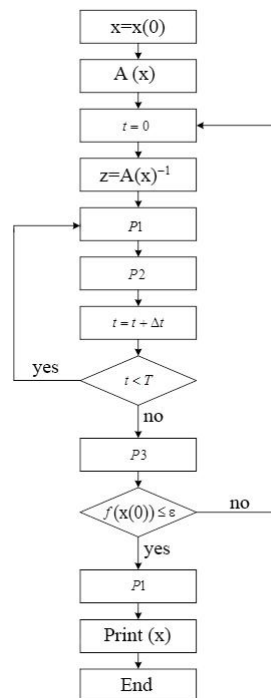 x=x(0)
A (x)
t = 0
z=A(x)⁻¹
P1
P2
t = t + Δt
yes
t < T
no
P3
f(x(0)) ≤ ε
no
yes
P1
Print (x)
End